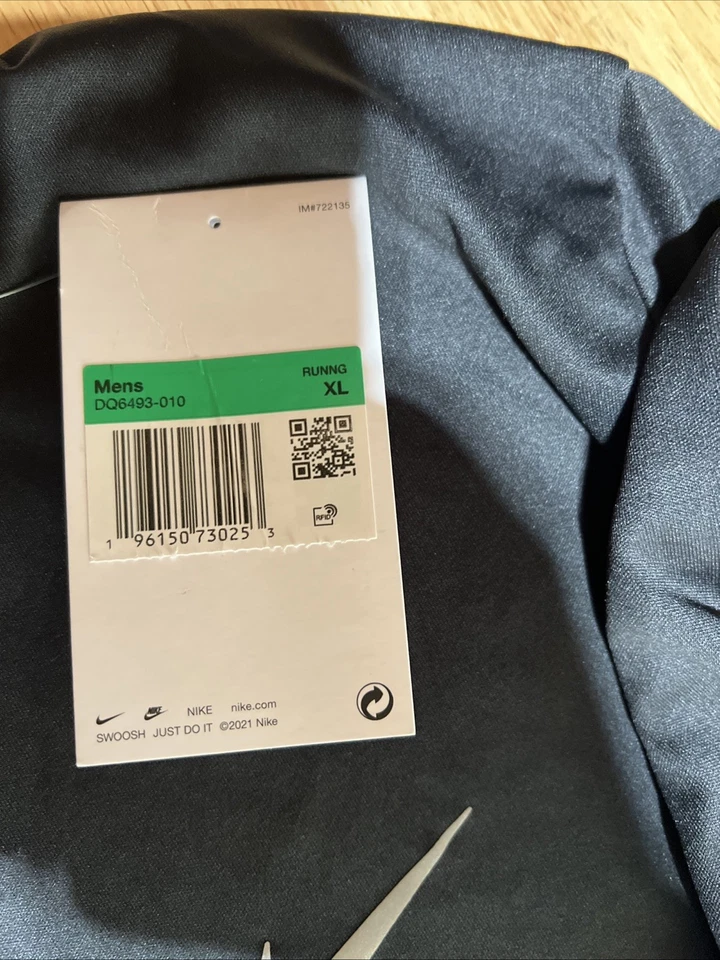 IM#722135
Mens RUNNG
DQ6493-010 XL
RFID
1 96150 73025 3
NIKE NIKE nike.com
SWOOSH JUST DO IT ©2021 Nike